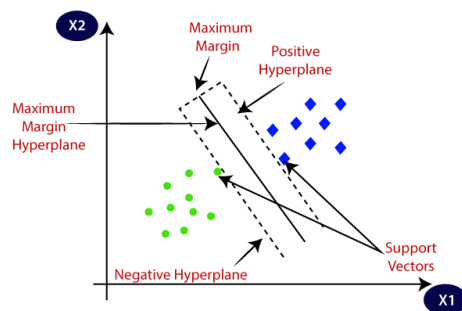 X2
Maximum
Margin
Positive
Hyperplane
Maximum
Margin
Hyperplane
Support
Vectors
Negative Hyperplane
X1